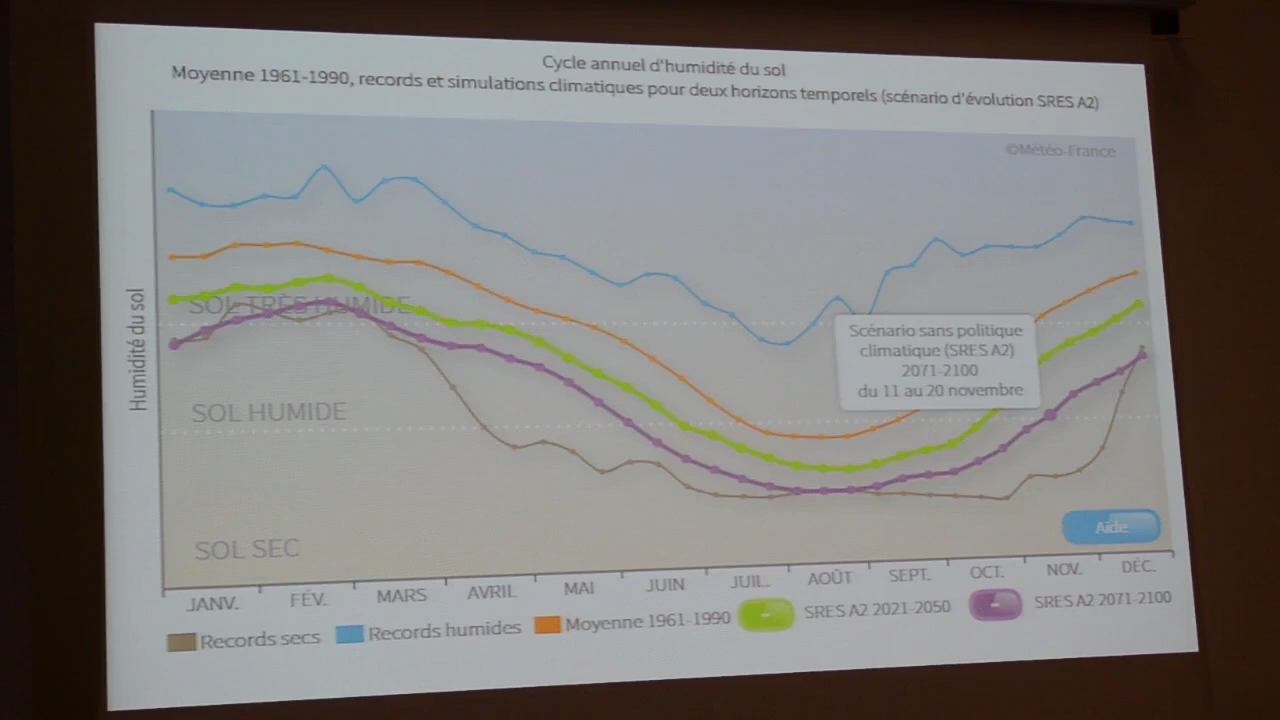 Cycle annuel d'humidité du sol
Moyenne 1961-1990, records et simulations climatiques pour deux horizons temporels (scénario d'évolution SRES A2)
©Météo-France
Humidité du sol
SOL TRÈS HUMIDE
Scénario sans politique
climatique (SRES A2)
2071-2100
du 11 au 20 novembre
SOL HUMIDE
SOL SEC
Aide
JANV. FÉV. MARS AVRIL MAI JUIN JUIL. AOÛT SEPT. OCT. NOV. DÉC.
Records secs Records humides Moyenne 1961-1990 SRES A2 2021-2050 SRES A2 2071-2100